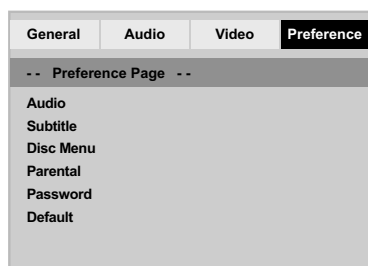 General Audio Video Preference
-- Preference Page --
Audio
Subtitle
Disc Menu
Parental
Password
Default